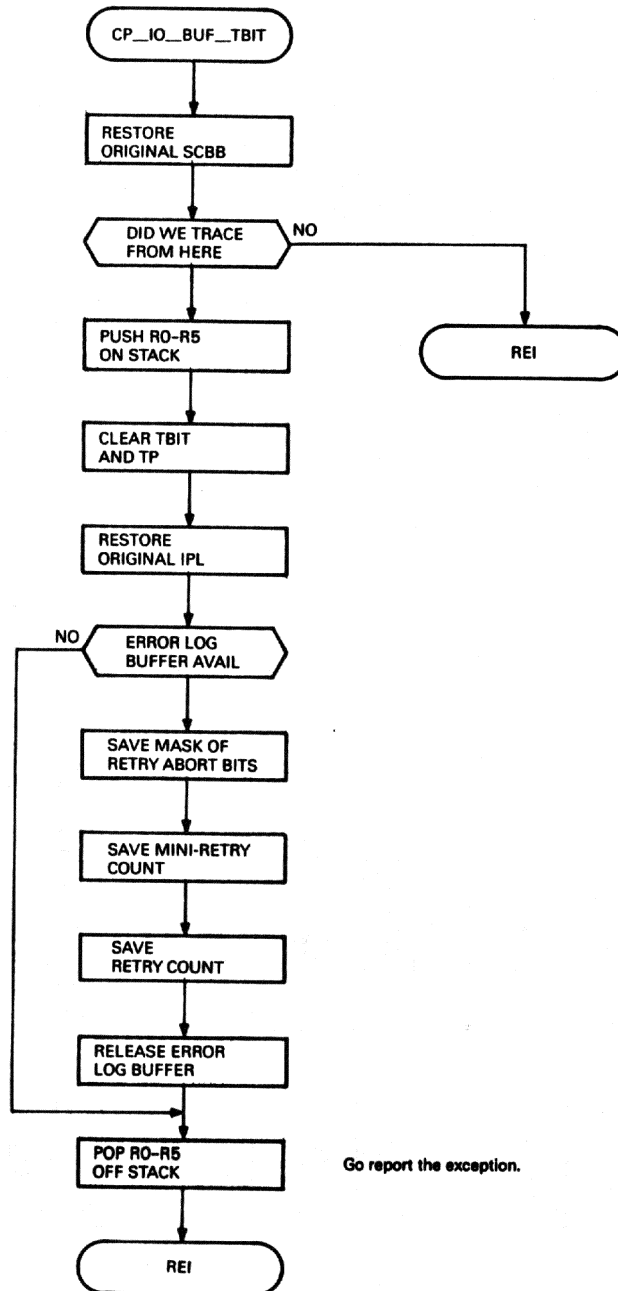 CP__IO__BUF__TBIT
RESTORE
ORIGINAL SCBB
DID WE TRACE
FROM HERE
NO
PUSH R0-R5
ON STACK
REI
CLEAR TBIT
AND TP
RESTORE
ORIGINAL IPL
NO
ERROR LOG
BUFFER AVAIL
SAVE MASK OF
RETRY ABORT BITS
SAVE MINI-RETRY
COUNT
SAVE
RETRY COUNT
RELEASE ERROR
LOG BUFFER
POP R0-R5
OFF STACK
Go report the exception.
REI